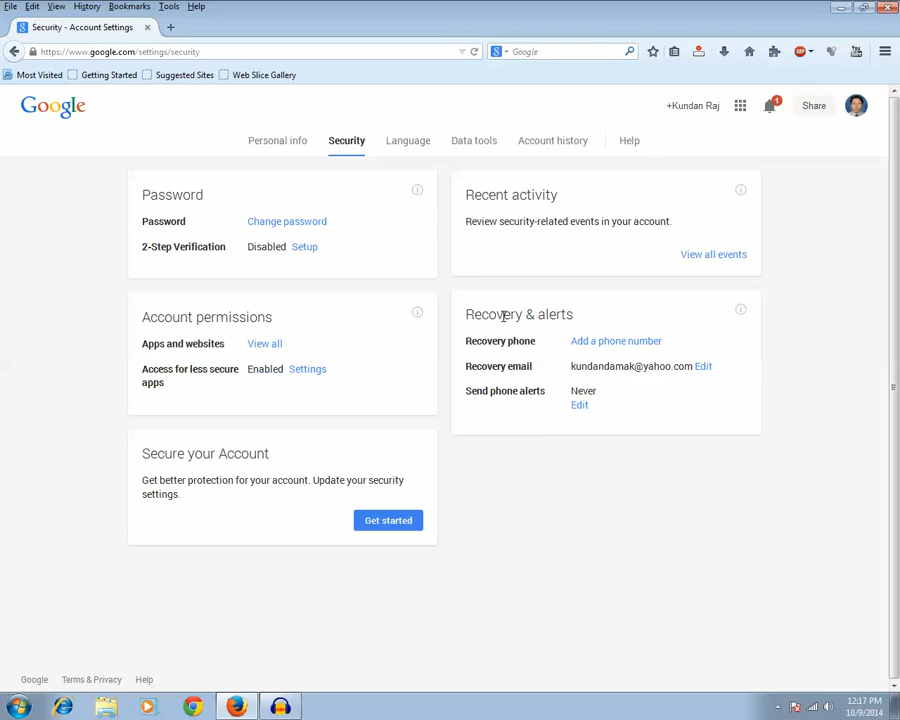 File Edit View History Bookmarks Tools Help
Security - Account Settings
https://www.google.com/settings/security
Google
Most Visited Getting Started Suggested Sites Web Slice Gallery
Google
+Kundan Raj
1
Share
Personal info Security Language Data tools Account history Help
Password
Password Change password
2-Step Verification Disabled Setup
Recent activity
Review security-related events in your account.
View all events
Account permissions
Apps and websites View all
Access for less secure apps Enabled Settings
Recovery & alerts
Recovery phone Add a phone number
Recovery email kundandamak@yahoo.com Edit
Send phone alerts Never
Edit
Secure your Account
Get better protection for your account. Update your security
settings.
Get started
Google Terms & Privacy Help
12:17 PM
10/9/2014